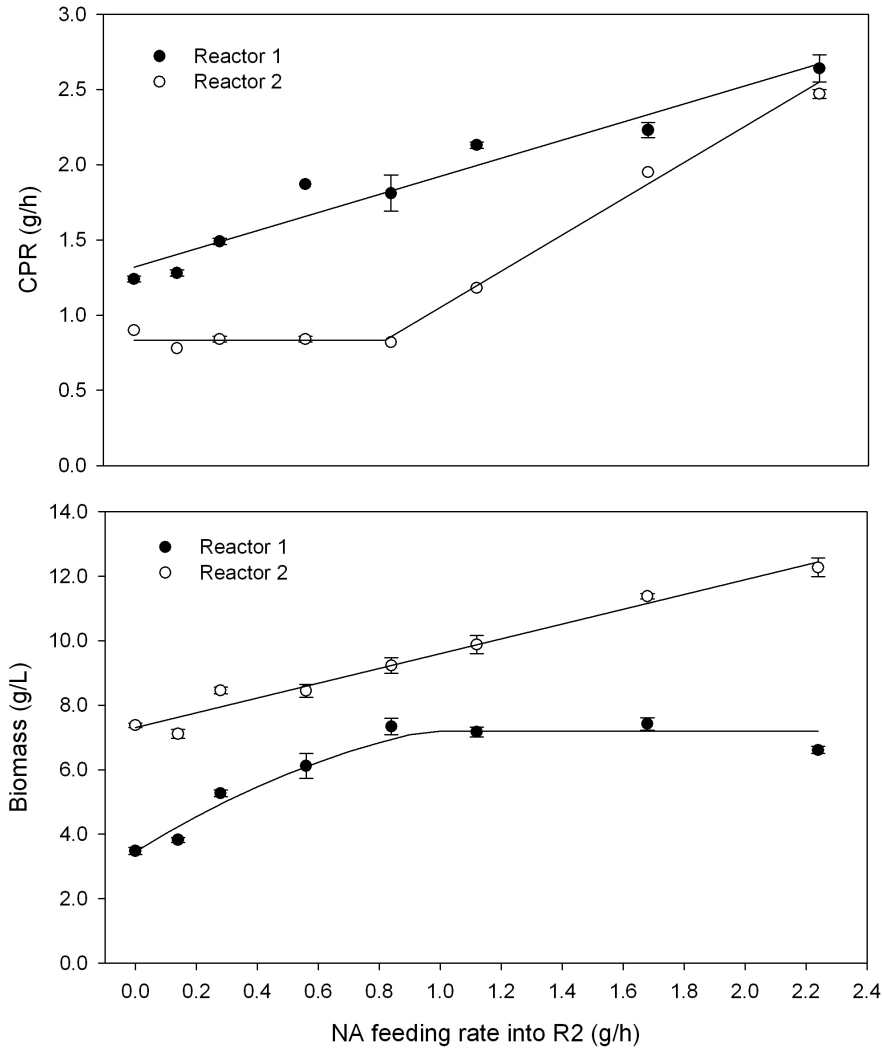 3.0
2.5
2.0
1.5
1.0
0.5
0.0
CPR (g/h)
Reactor 1
Reactor 2
14.0
12.0
10.0
8.0
6.0
4.0
2.0
0.0
Biomass (g/L)
Reactor 1
Reactor 2
0.0 0.2 0.4 0.6 0.8 1.0 1.2 1.4 1.6 1.8 2.0 2.2 2.4
NA feeding rate into R2 (g/h)